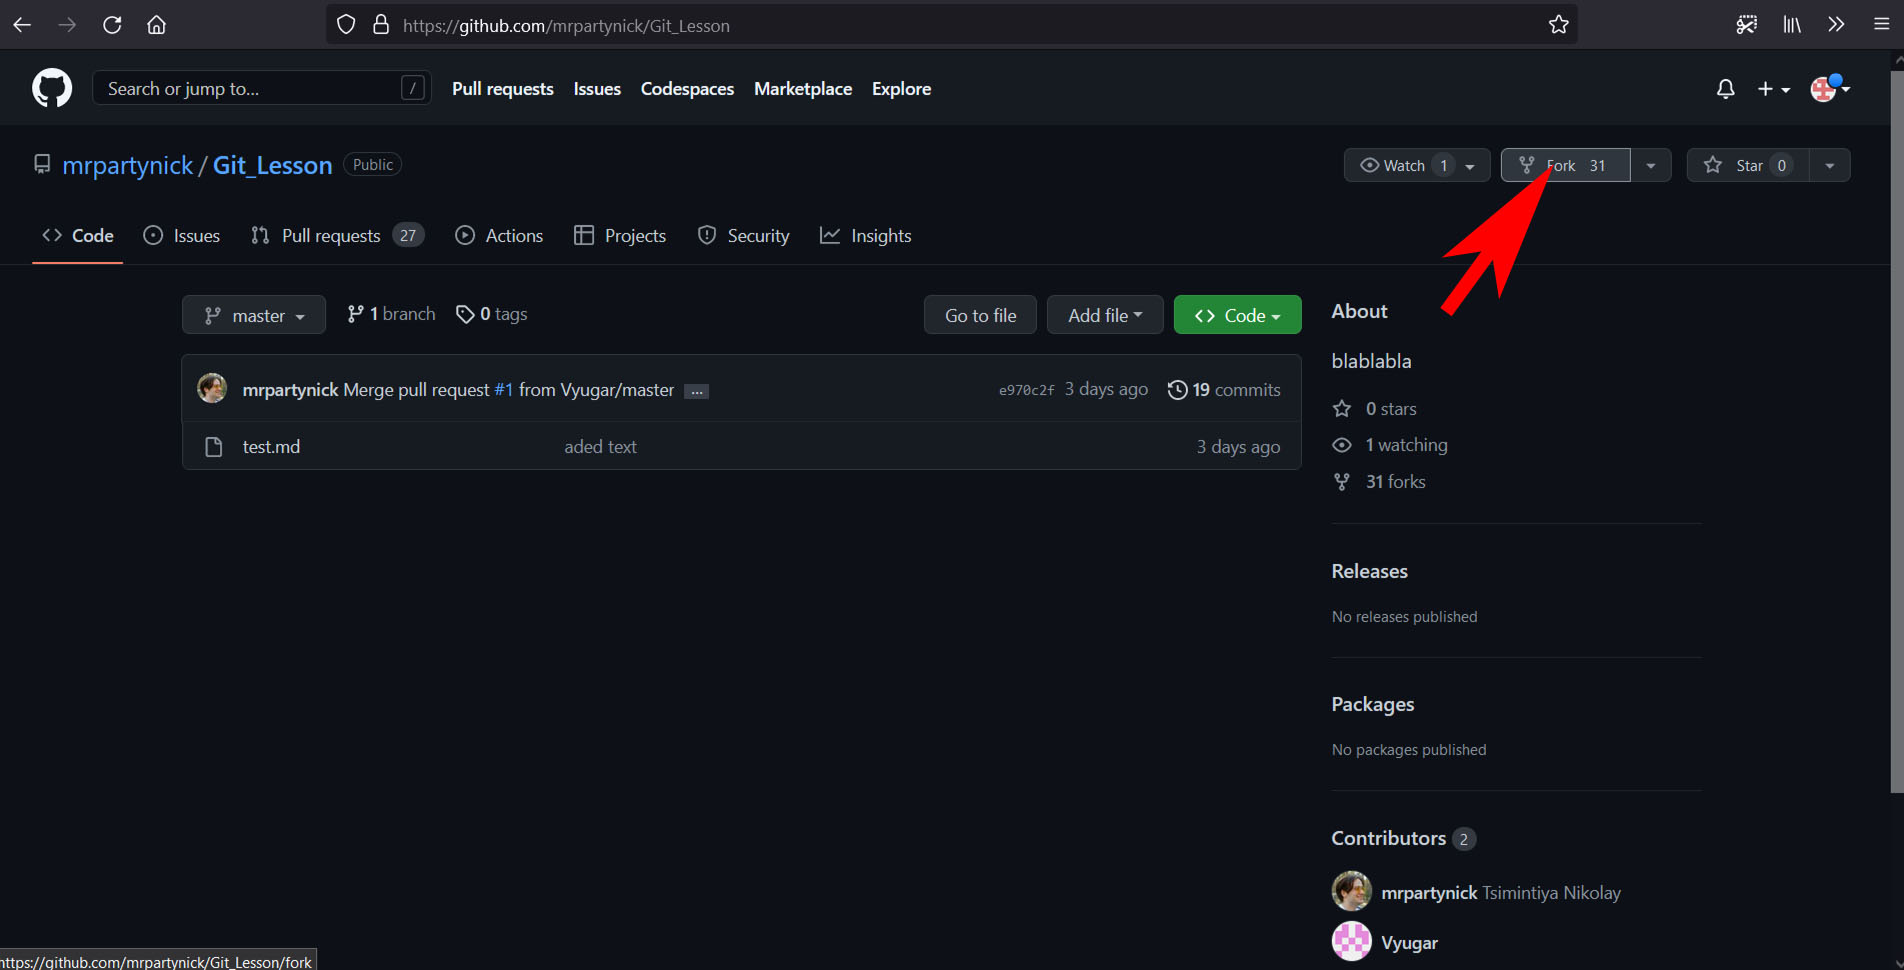 https://github.com/mrpartynick/Git_Lesson
Search or jump to... /
Pull requests Issues Codespaces Marketplace Explore
mrpartynick / Git_Lesson Public
Watch 1 Fork 31 Star 0
Code Issues Pull requests 27 Actions Projects Security Insights
master 1 branch 0 tags Go to file Add file Code
mrpartynick Merge pull request #1 from Vyugar/master ... e970c2f 3 days ago 19 commits
test.md aded text 3 days ago
About
blablabla
0 stars
1 watching
31 forks
Releases
No releases published
Packages
No packages published
Contributors 2
mrpartynick Tsimintiya Nikolay
Vyugar
https://github.com/mrpartynick/Git_Lesson/fork